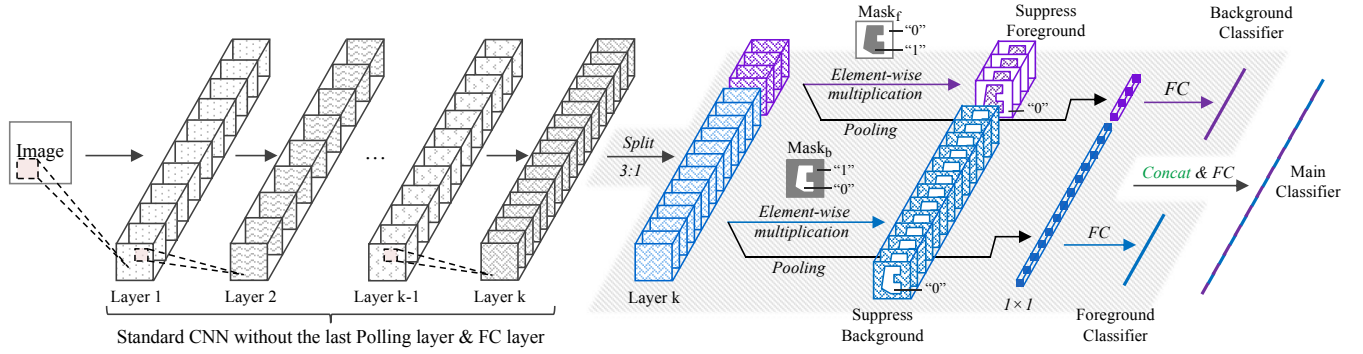 Image
Layer 1
Layer 2
...
Layer k-1
Layer k
Standard CNN without the last Polling layer & FC layer
Split
3:1
Layer k
Mask_f
“0”
“1”
Element-wise
multiplication
Pooling
Suppress
Foreground
“0”
Mask_b
“1”
“0”
Element-wise
multiplication
Pooling
“0”
Suppress
Background
1×1
FC
Background
Classifier
Concat & FC
Main
Classifier
FC
Foreground
Classifier